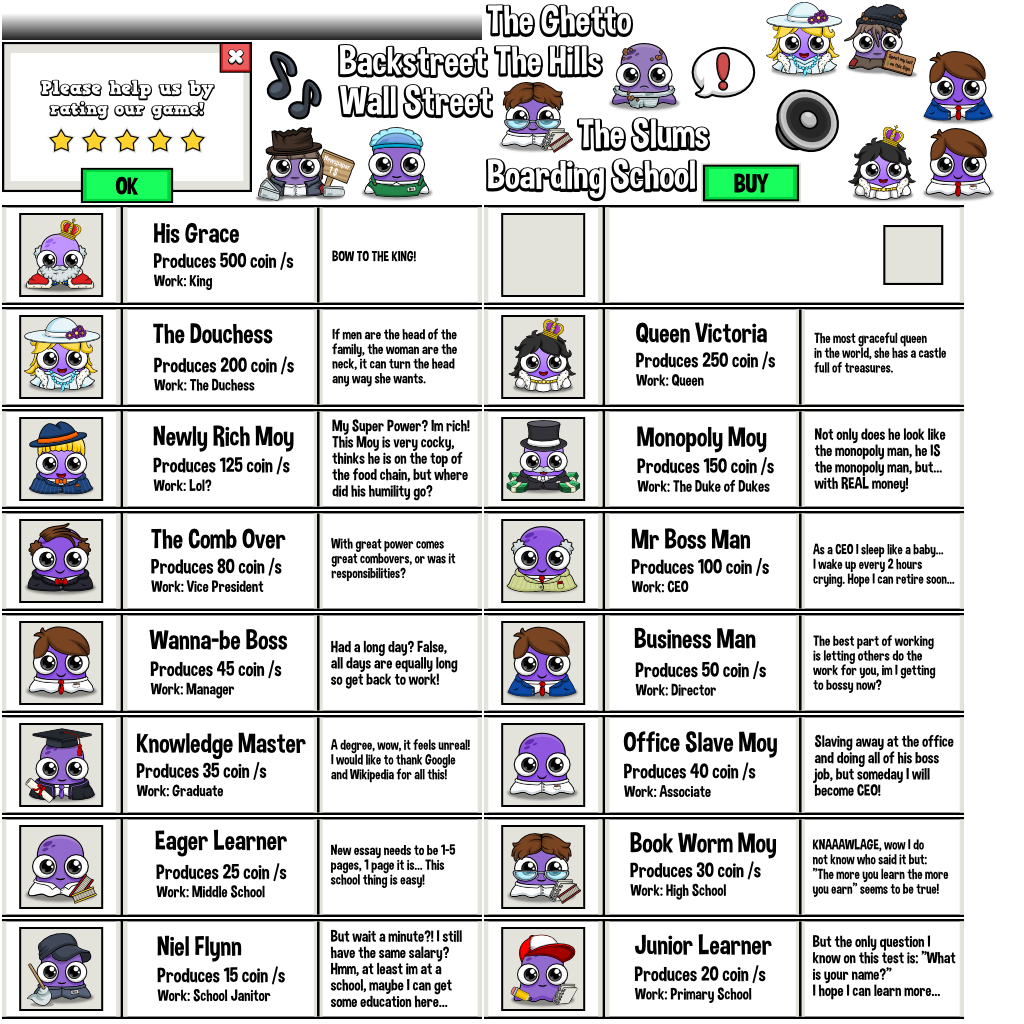 The Ghetto
Backstreet The Hills
Wall Street
The Slums
Boarding School
BUY
Please help us by
rating our game!
OK
Newspaper
1$
His Grace
Produces 500 coin /s
Work: King
BOW TO THE KING!
The Douchess
Produces 200 coin /s
Work: The Duchess
If men are the head of the
family, the woman are the
neck, it can turn the head
any way she wants.
Queen Victoria
Produces 250 coin /s
Work: Queen
The most graceful queen
in the world, she has a castle
full of treasures.
Newly Rich Moy
Produces 125 coin /s
Work: Lol?
My Super Power? Im rich!
This Moy is very cocky,
thinks he is on the top of
the food chain, but where
did his humility go?
Monopoly Moy
Produces 150 coin /s
Work: The Duke of Dukes
Not only does he look like
the monopoly man, he IS
the monopoly man, but...
with REAL money!
The Comb Over
Produces 80 coin /s
Work: Vice President
With great power comes
great combovers, or was it
responsibilities?
Mr Boss Man
Produces 100 coin /s
Work: CEO
As a CEO I sleep like a baby...
I wake up every 2 hours
crying. Hope I can retire soon...
Wanna-be Boss
Produces 45 coin /s
Work: Manager
Had a long day? False,
all days are equally long
so get back to work!
Business Man
Produces 50 coin /s
Work: Director
The best part of working
is letting others do the
work for you, im I getting
to bossy now?
Knowledge Master
Produces 35 coin /s
Work: Graduate
A degree, wow, it feels unreal!
I would like to thank Google
and Wikipedia for all this!
Office Slave Moy
Produces 40 coin /s
Work: Associate
Slaving away at the office
and doing all of his boss
job, but someday I will
become CEO!
Eager Learner
Produces 25 coin /s
Work: Middle School
New essay needs to be 1-5
pages, 1 page it is... This
school thing is easy!
Book Worm Moy
Produces 30 coin /s
Work: High School
KNAAAWLAGE, wow I do
not know who said it but:
"The more you learn the more
you earn" seems to be true!
Niel Flynn
Produces 15 coin /s
Work: School Janitor
But wait a minute?! I still
have the same salary?
Hmm, at least im at a
school, maybe I can get
some education here...
Junior Learner
Produces 20 coin /s
Work: Primary School
But the only question I
know on this test is: "What
is your name?"
I hope I can learn more...